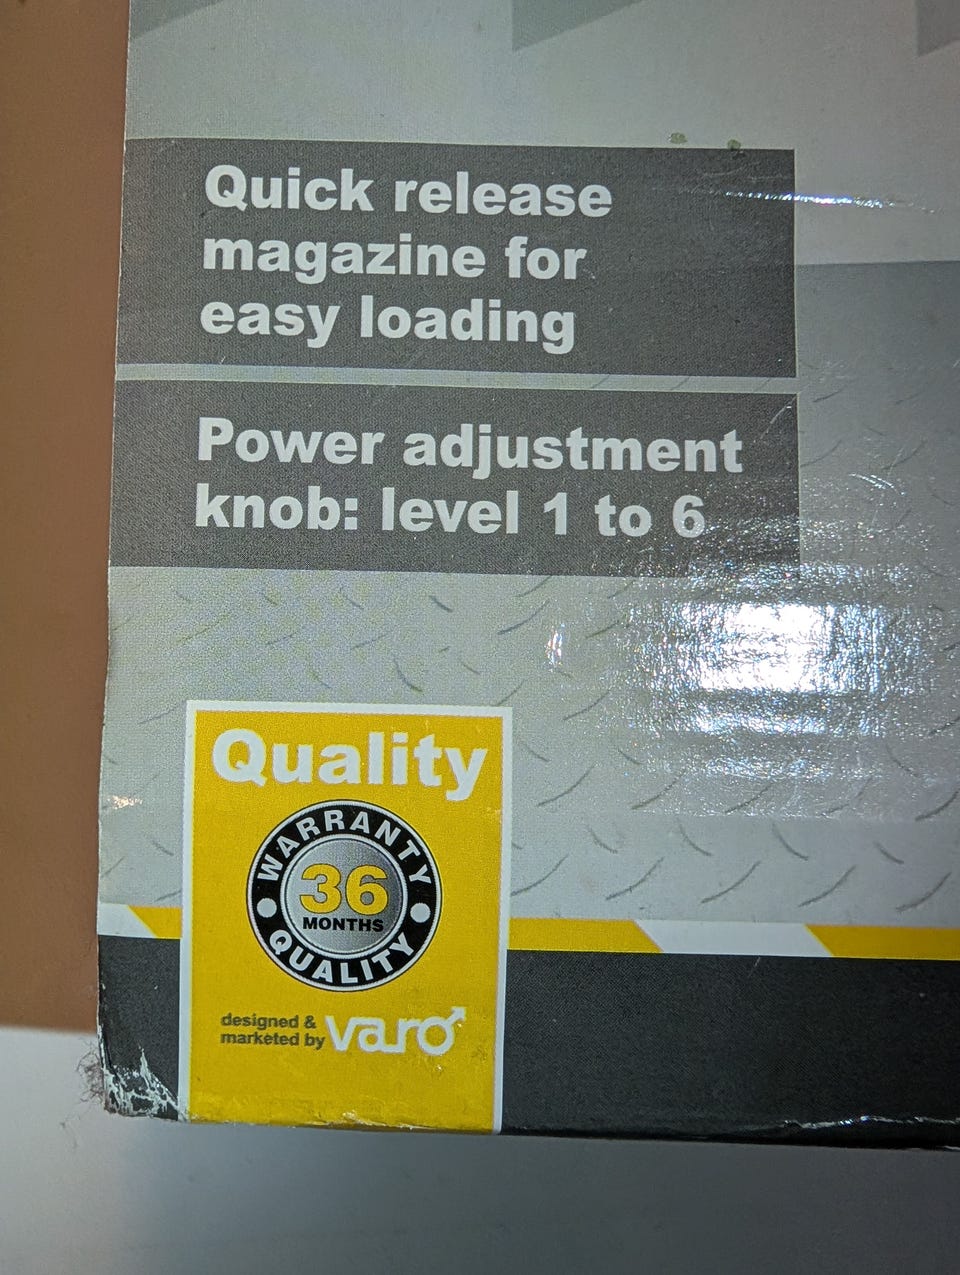 Quick release
magazine for
easy loading
Power adjustment
knob: level 1 to 6
Quality
WARRANTY
36
MONTHS
QUALITY
designed &
marketed by varo